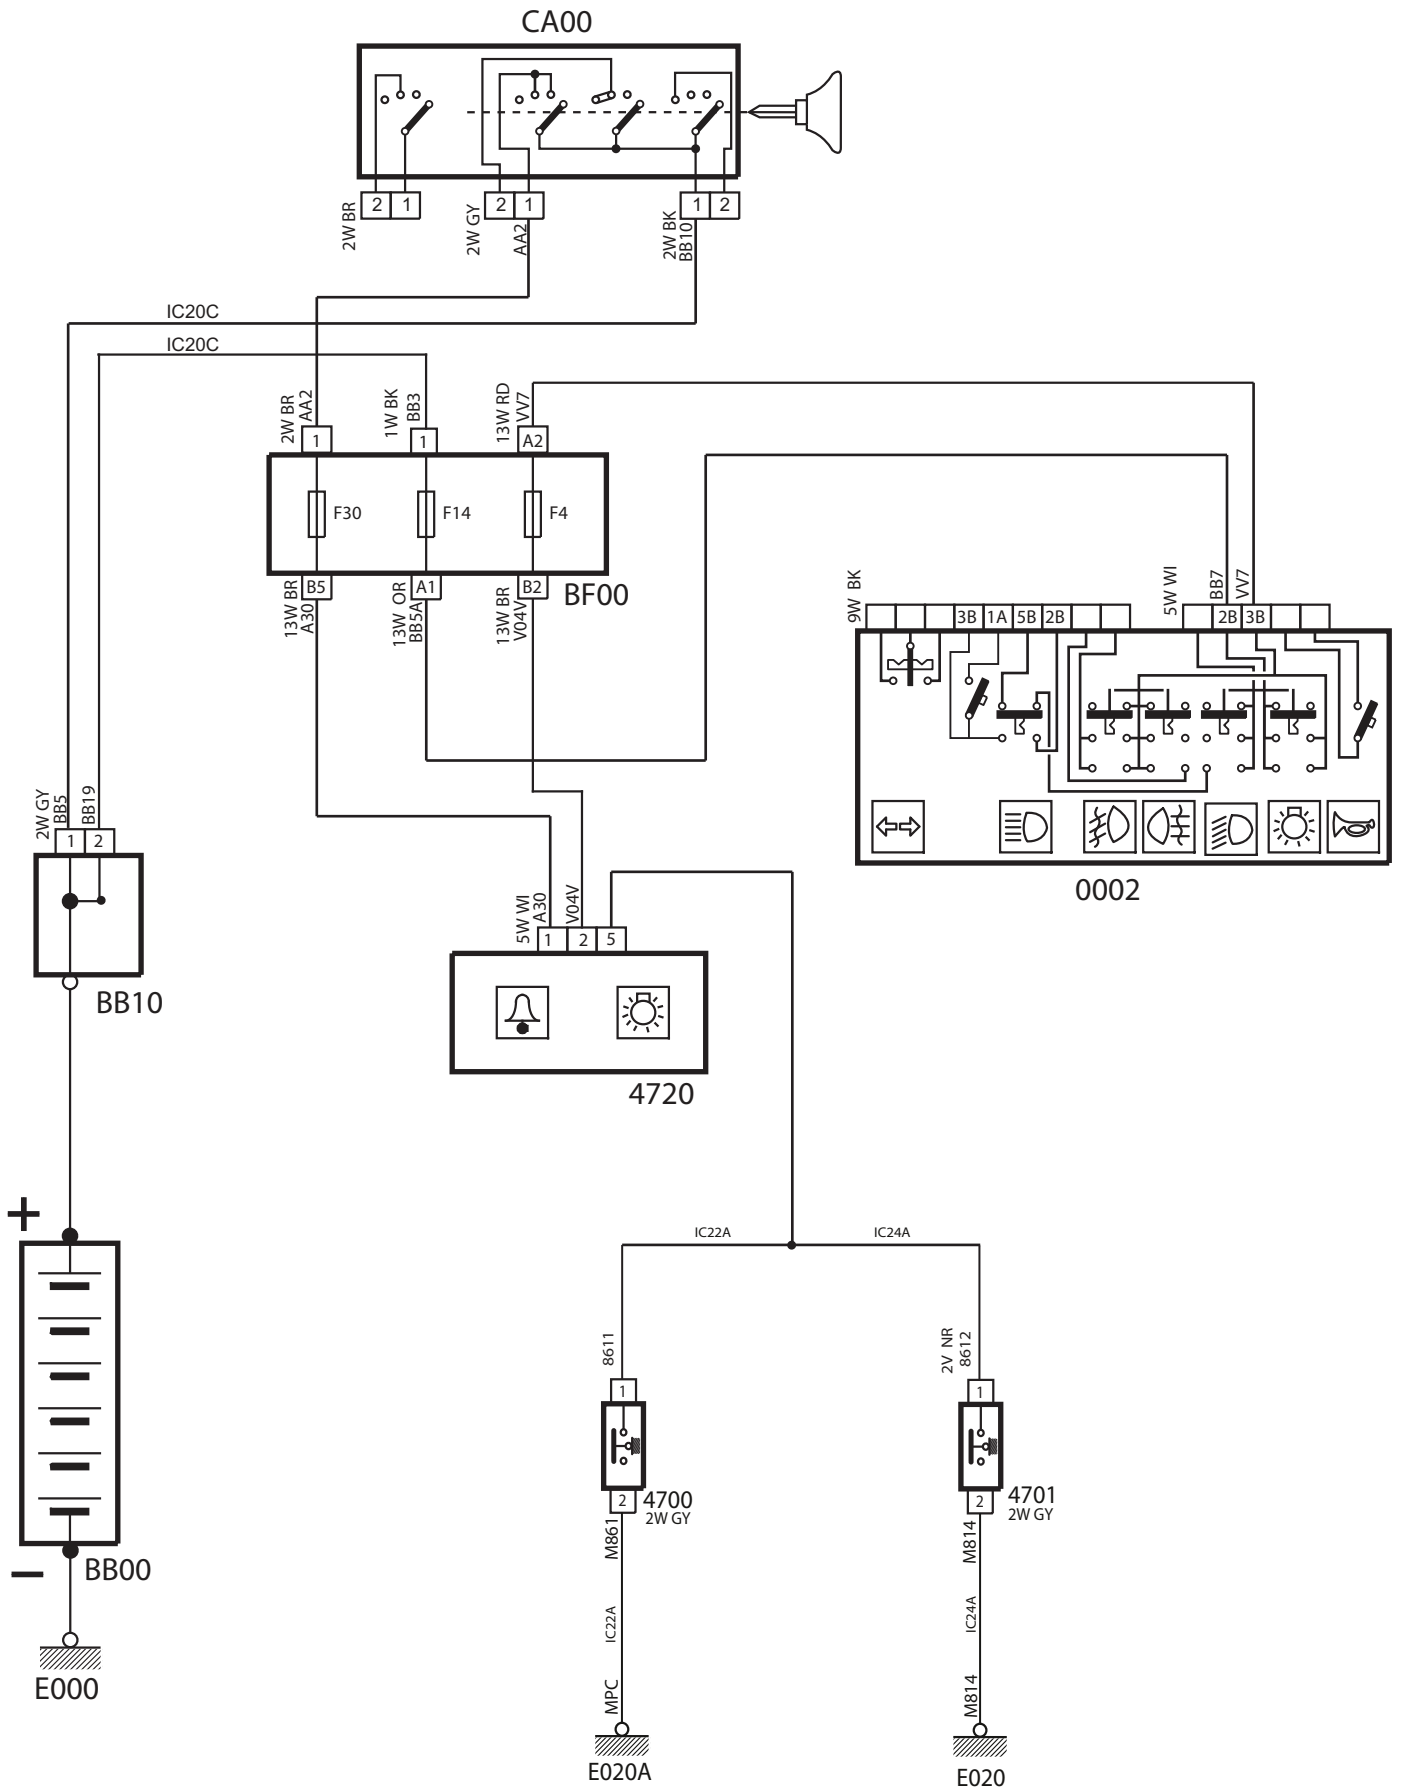 CA00
2 1
2 1
1 2
2W BR
2W GY
AA2
2W BK
BB10
IC20C
IC20C
2W BR
AA2
1W BK
BB3
13W RD
VV7
1
1
A2
F30
F14
F4
B5
A1
B2
BF00
13W BR
A30
13W OR
BB5A
13W BR
V04V
9W BK
5W WI
BB7
VV7
3B 1A 5B 2B
2B 3B
0002
2W GY
BB5
BB19
1 2
BB10
5W WI
A30
V04V
1 2 5
4720
+
BB00
–
E000
IC22A
IC24A
8611
2V NR
8612
1
1
2
4700
2W GY
2
4701
2W GY
M861
M814
IC22A
IC24A
MPC
M814
E020A
E020